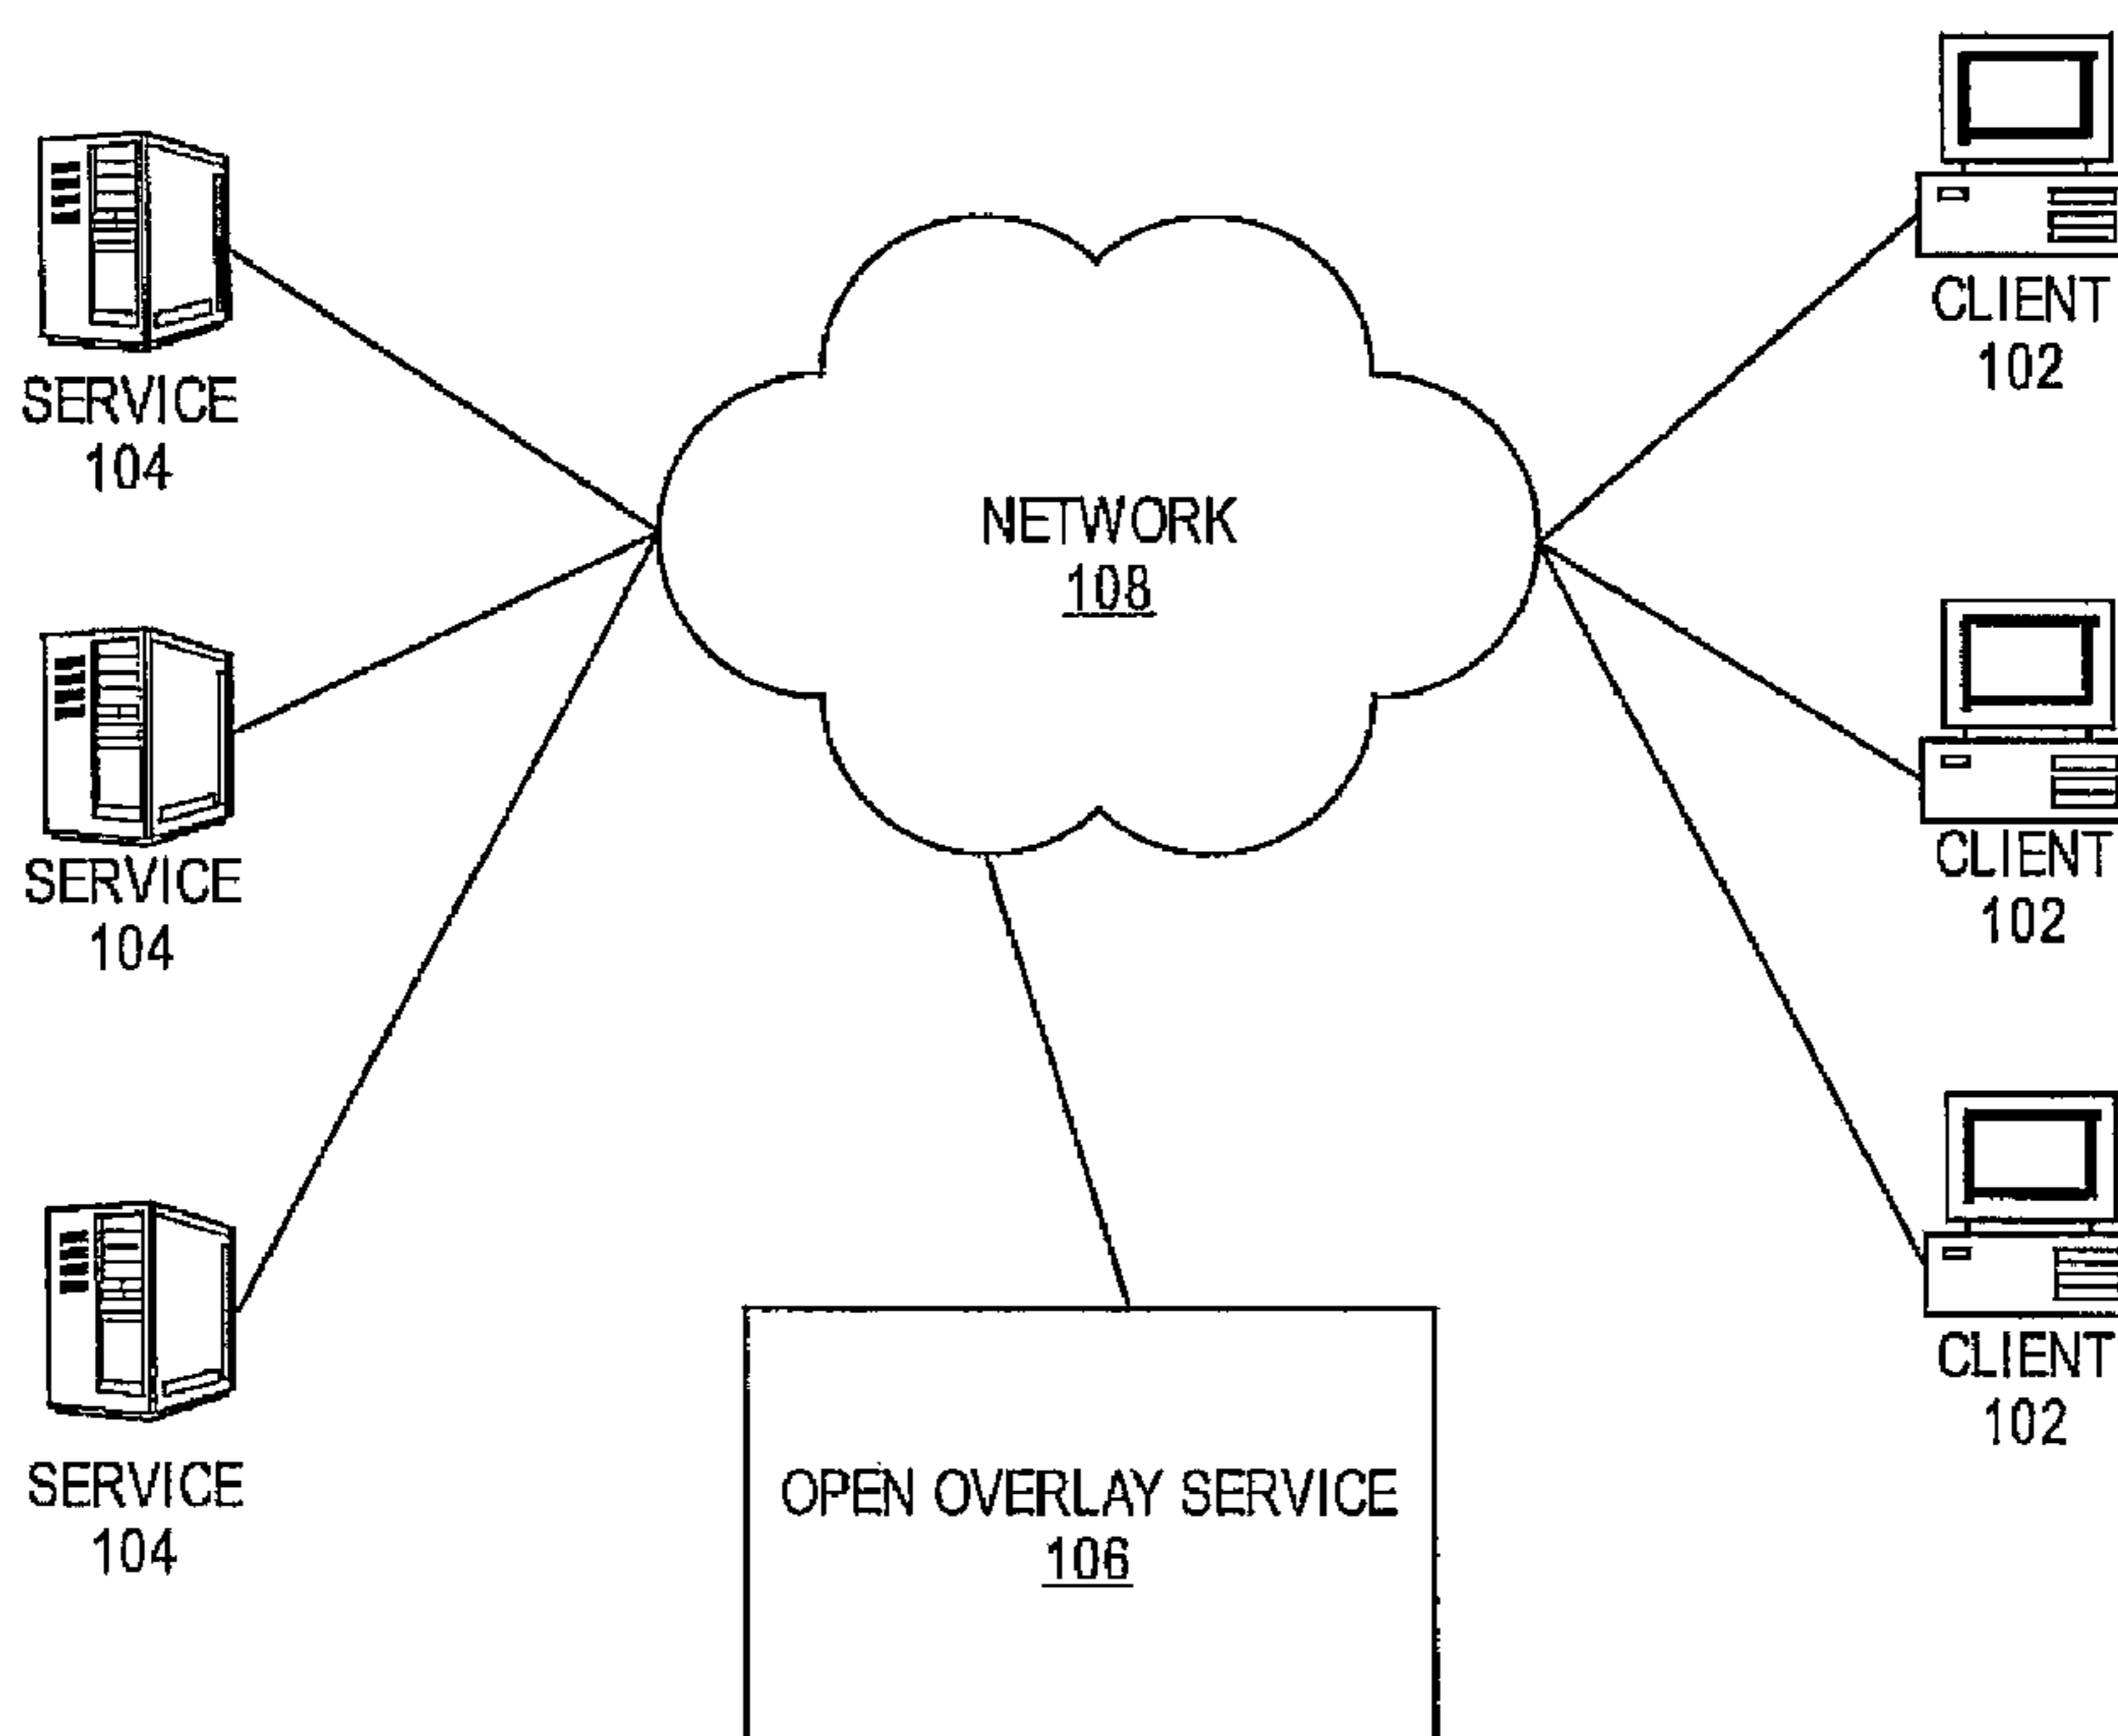 SERVICE
104
SERVICE
104
SERVICE
104
NETWORK
108
OPEN OVERLAY SERVICE
106
CLIENT
102
CLIENT
102
CLIENT
102